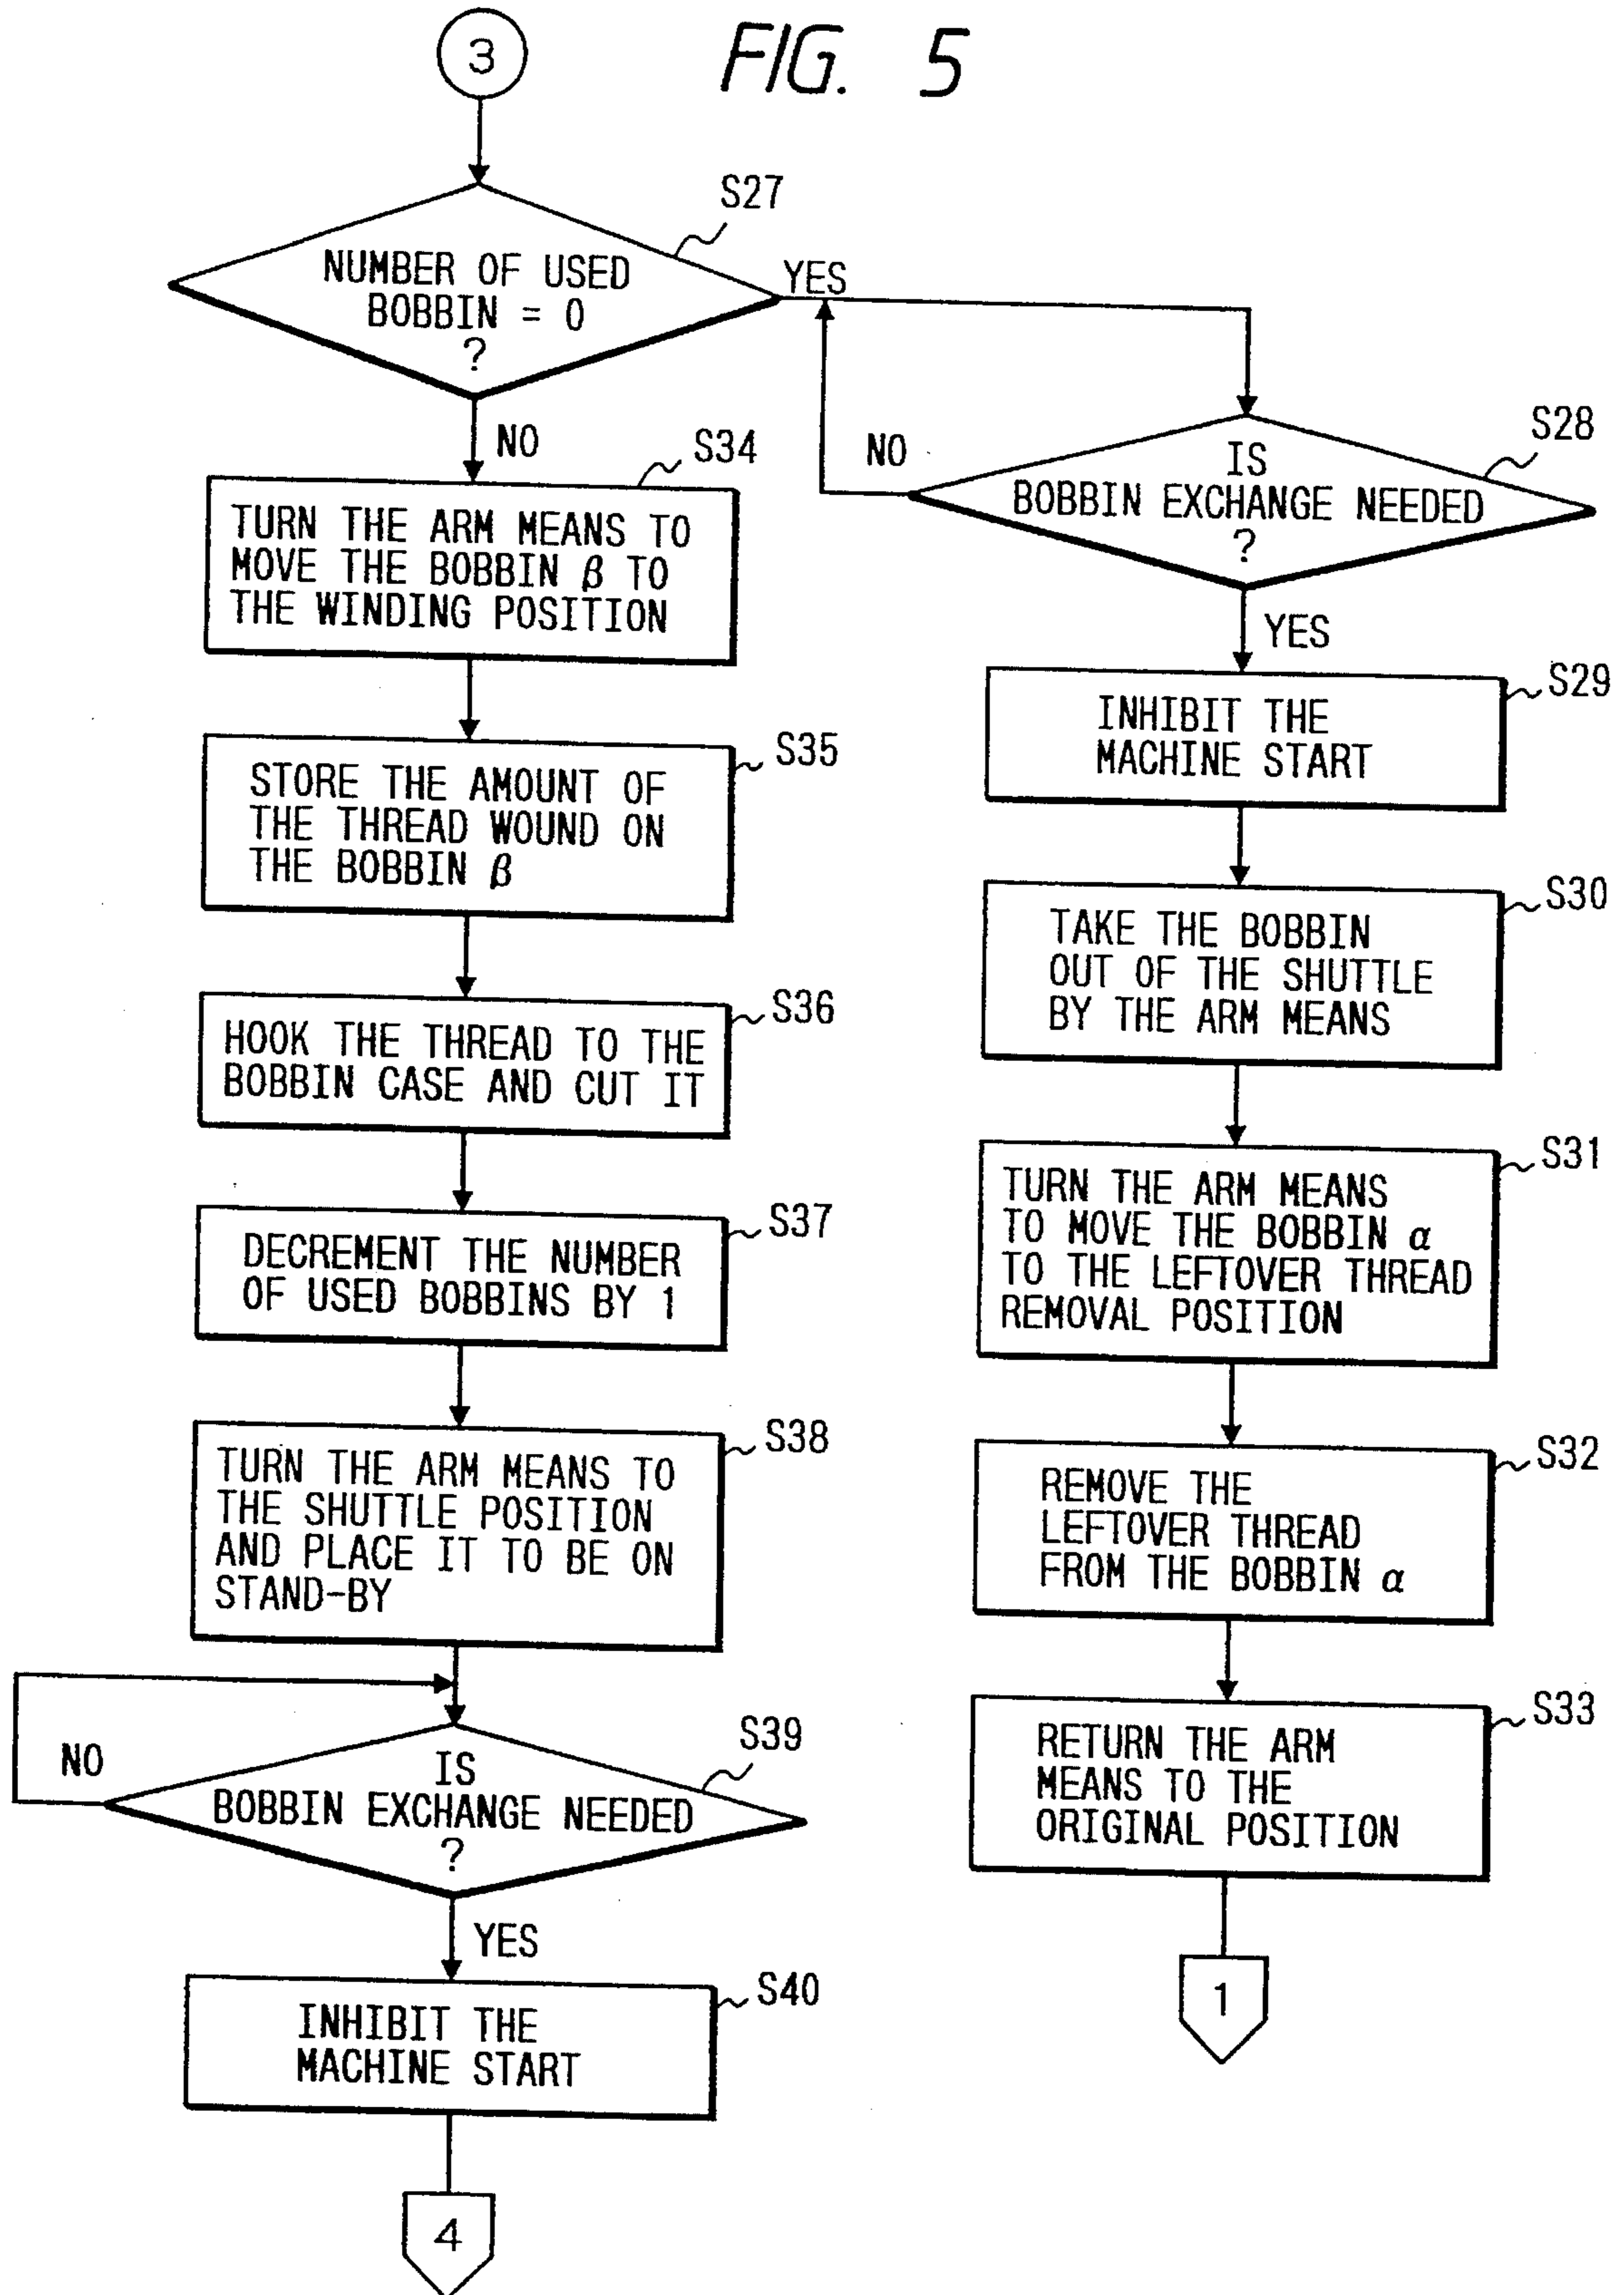 3
FIG. 5
S27
NUMBER OF USED
BOBBIN = 0
?
YES
NO
S28
IS
BOBBIN EXCHANGE NEEDED
?
NO
YES
S29
INHIBIT THE
MACHINE START
S30
TAKE THE BOBBIN
OUT OF THE SHUTTLE
BY THE ARM MEANS
S31
TURN THE ARM MEANS
TO MOVE THE BOBBIN α
TO THE LEFTOVER THREAD
REMOVAL POSITION
S32
REMOVE THE
LEFTOVER THREAD
FROM THE BOBBIN α
S33
RETURN THE ARM
MEANS TO THE
ORIGINAL POSITION
1
S34
TURN THE ARM MEANS TO
MOVE THE BOBBIN β TO
THE WINDING POSITION
S35
STORE THE AMOUNT OF
THE THREAD WOUND ON
THE BOBBIN β
S36
HOOK THE THREAD TO THE
BOBBIN CASE AND CUT IT
S37
DECREMENT THE NUMBER
OF USED BOBBINS BY 1
S38
TURN THE ARM MEANS TO
THE SHUTTLE POSITION
AND PLACE IT TO BE ON
STAND-BY
S39
IS
BOBBIN EXCHANGE NEEDED
?
NO
YES
S40
INHIBIT THE
MACHINE START
4